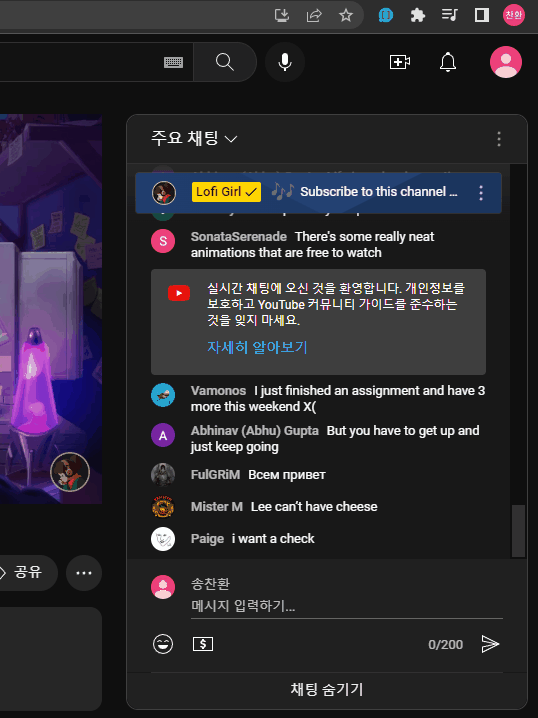 찬환
주요 채팅
Lofi Girl Subscribe to this channel ...
SonataSerenade There's some really neat
animations that are free to watch
실시간 채팅에 오신 것을 환영합니다. 개인정보를
보호하고 YouTube 커뮤니티 가이드를 준수하는
것을 잊지 마세요.
자세히 알아보기
Vamonos I just finished an assignment and have 3
more this weekend X(
A Abhinav (Abhu) Gupta But you have to get up and
just keep going
FulGRiM Всем привет
Mister M Lee can't have cheese
Paige i want a check
송찬환
메시지 입력하기...
공유
0/200
채팅 숨기기